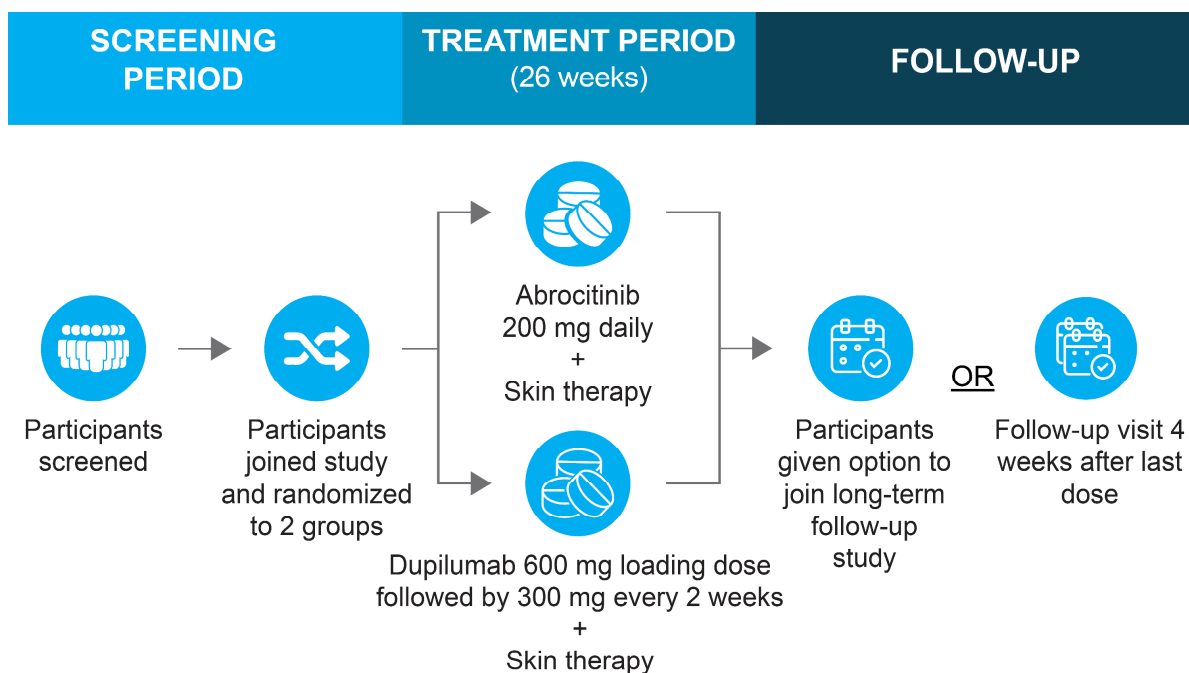 SCREENING
PERIOD
TREATMENT PERIOD
(26 weeks)
FOLLOW-UP
Participants
screened
Participants
joined study
and randomized
to 2 groups
Abrocitinib
200 mg daily
+
Skin therapy
Dupilumab 600 mg loading dose
followed by 300 mg every 2 weeks
+
Skin therapy
Participants
given option to
join long-term
follow-up
study
OR
Follow-up visit 4
weeks after last
dose